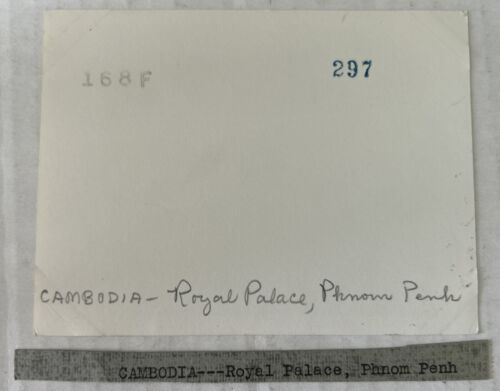 168F
297
CAMBODIA - Royal Palace, Phnom Penh
CAMBODIA---Royal Palace, Phnom Penh